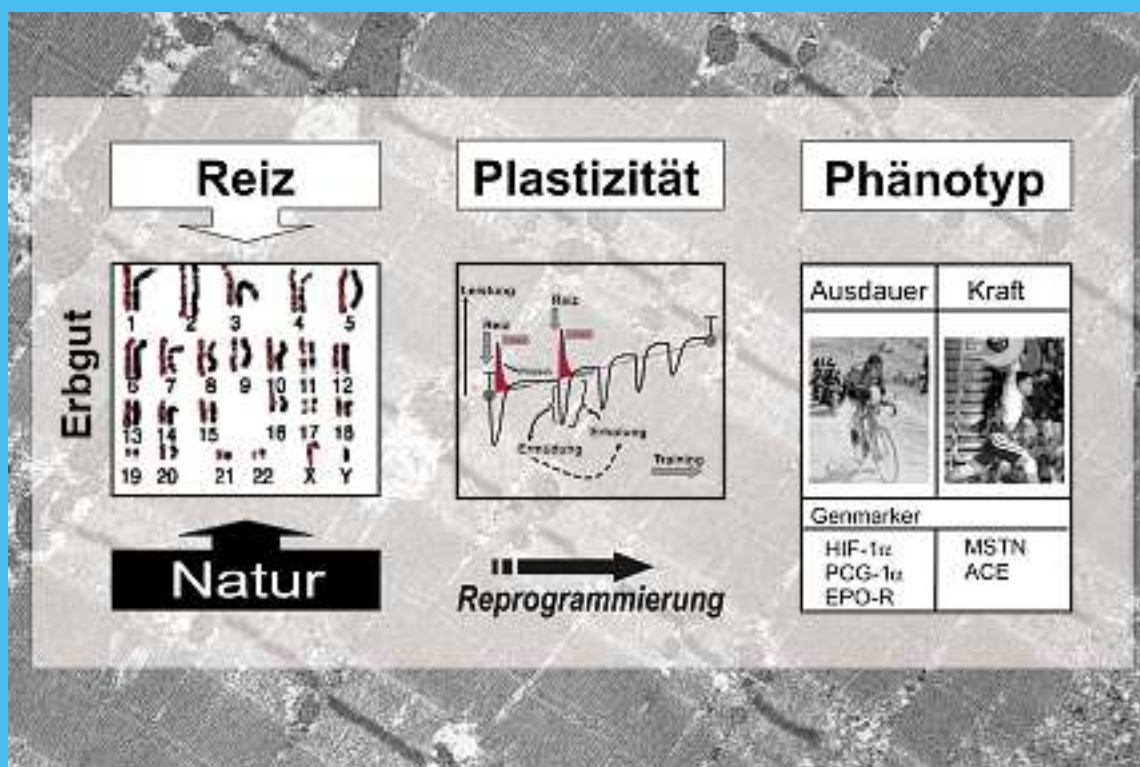 Reiz
Plastizität
Phänotyp
Erbgut
1 2 3 4 5
6 7 8 9 10 11 12
13 14 15 16 17 18
19 20 21 22 X Y
Natur
Leistung
Reiz
Reiz
Ermüdung
Erholung
Training
Reprogrammierung
Ausdauer Kraft
Genmarker
HIF-1α MSTN
PCG-1α ACE
EPO-R